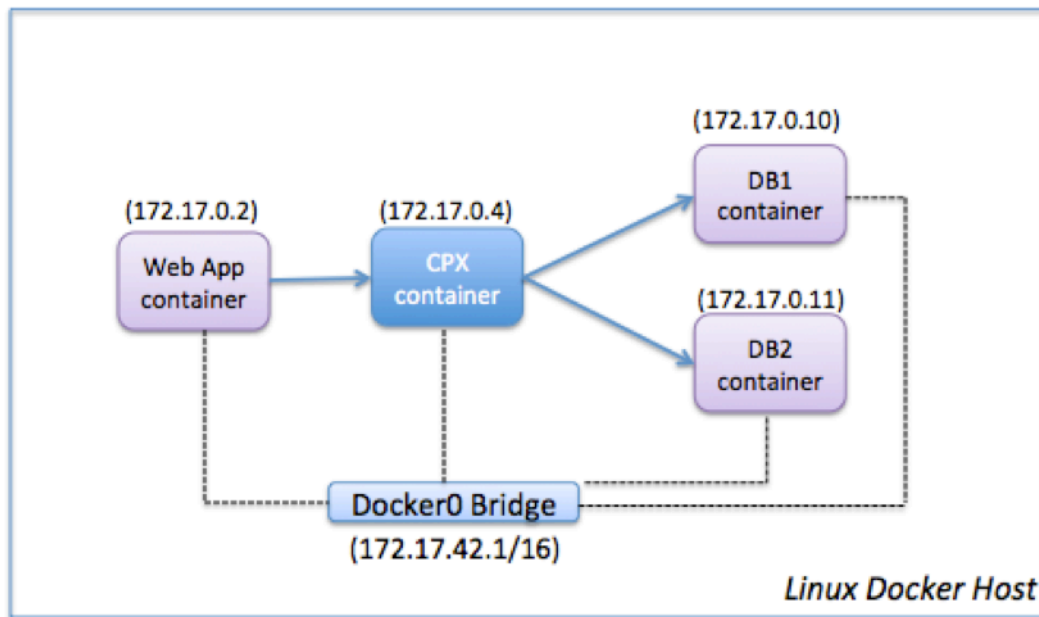 (172.17.0.10)
DB1
container
(172.17.0.2)
Web App
container
(172.17.0.4)
CPX
container
(172.17.0.11)
DB2
container
Docker0 Bridge
(172.17.42.1/16)
Linux Docker Host